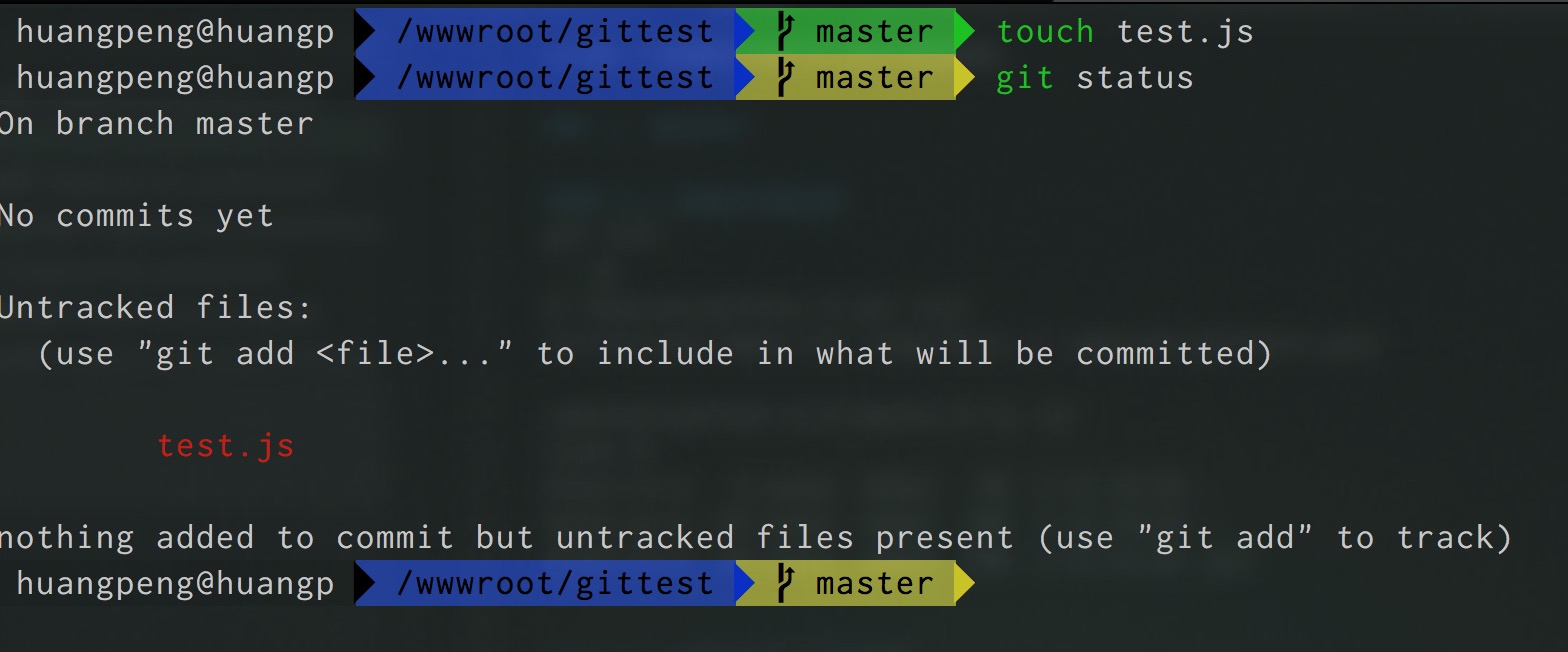 huangpeng@huangp /wwwroot/gittest master touch test.js
huangpeng@huangp /wwwroot/gittest master git status
On branch master
No commits yet
Untracked files:
(use "git add <file>..." to include in what will be committed)
test.js
nothing added to commit but untracked files present (use "git add" to track)
huangpeng@huangp /wwwroot/gittest master